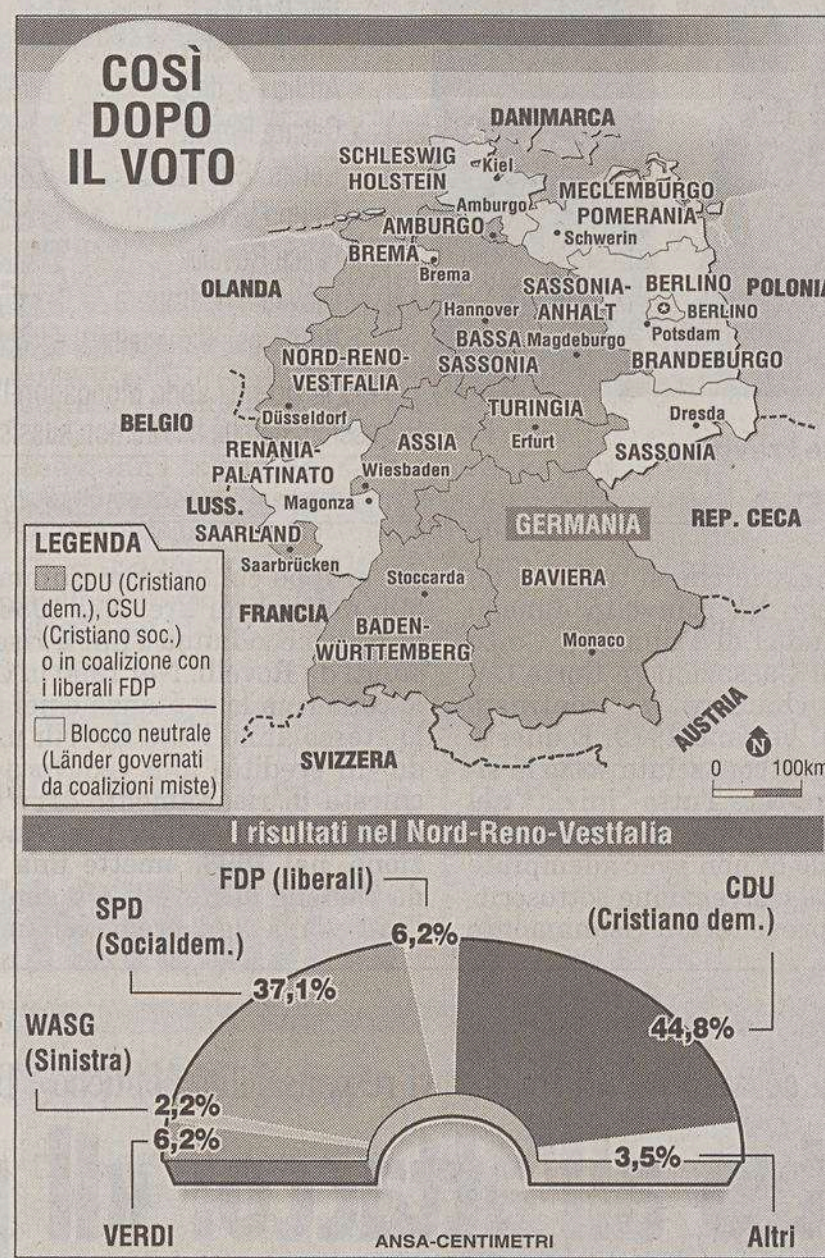 COSÌ
DOPO
IL VOTO
DANIMARCA
SCHLESWIG
HOLSTEIN
Kiel
Amburgo
MECLEMBURGO
POMERANIA
AMBURGO
Schwerin
BREMA
Brema
OLANDA
SASSONIA-
ANHALT
BERLINO
POLONIA
BERLINO
Hannover
Potsdam
BASSA
SASSONIA
Magdeburgo
BRANDEBURGO
NORD-RENO-
VESTFALIA
Düsseldorf
BELGIO
TURINGIA
Erfurt
Dresda
SASSONIA
ASSIA
RENANIA-
PALATINATO
Wiesbaden
LUSS.
Magonza
GERMANIA
REP. CECA
SAARLAND
Saarbrücken
Stoccarda
BAVIERA
FRANCIA
BADEN-
WÜRTTEMBERG
Monaco
AUSTRIA
SVIZZERA
N
0 100km
LEGENDA
CDU (Cristiano
dem.), CSU
(Cristiano soc.)
o in coalizione con
i liberali FDP
Blocco neutrale
(Länder governati
da coalizioni miste)
I risultati nel Nord-Reno-Vestfalia
FDP (liberali)
6,2%
CDU
(Cristiano dem.)
44,8%
SPD
(Socialdem.)
37,1%
WASG
(Sinistra)
2,2%
6,2%
VERDI
3,5%
Altri
ANSA-CENTIMETRI